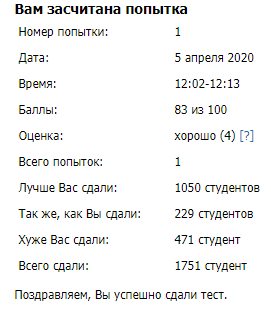 Вам засчитана попытка
Номер попытки: 1
Дата: 5 апреля 2020
Время: 12:02-12:13
Баллы: 83 из 100
Оценка: хорошо (4) [?]
Всего попыток: 1
Лучше Вас сдали: 1050 студентов
Так же, как Вы сдали: 229 студентов.
Хуже Вас сдали: 471 студент
Всего сдали: 1751 студент
Поздравляем, Вы успешно сдали тест.